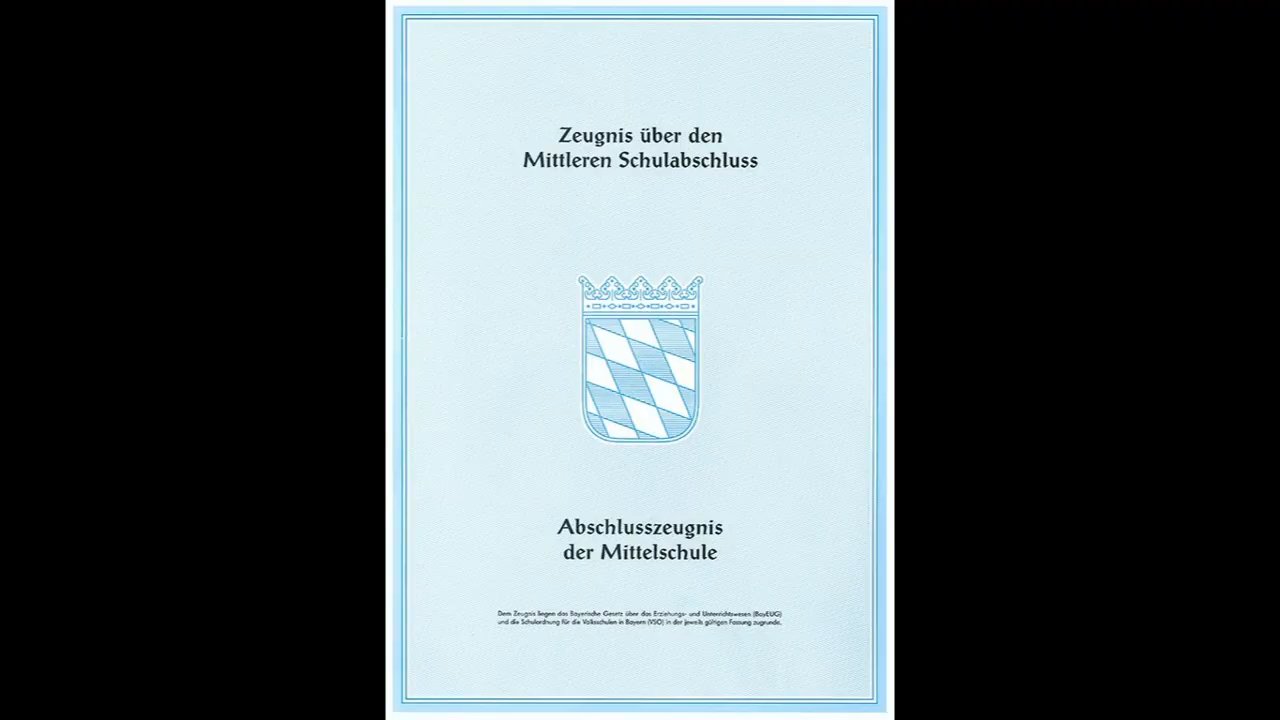 Zeugnis über den
Mittleren Schulabschluss
Abschlusszeugnis
der Mittelschule
Dem Zeugnis liegen das Bayerische Gesetz über das Erziehungs- und Unterrichtswesen (BayEUG)
und die Schulordnung für die Volksschulen in Bayern (VSO) in der jeweils gültigen Fassung zugrunde.